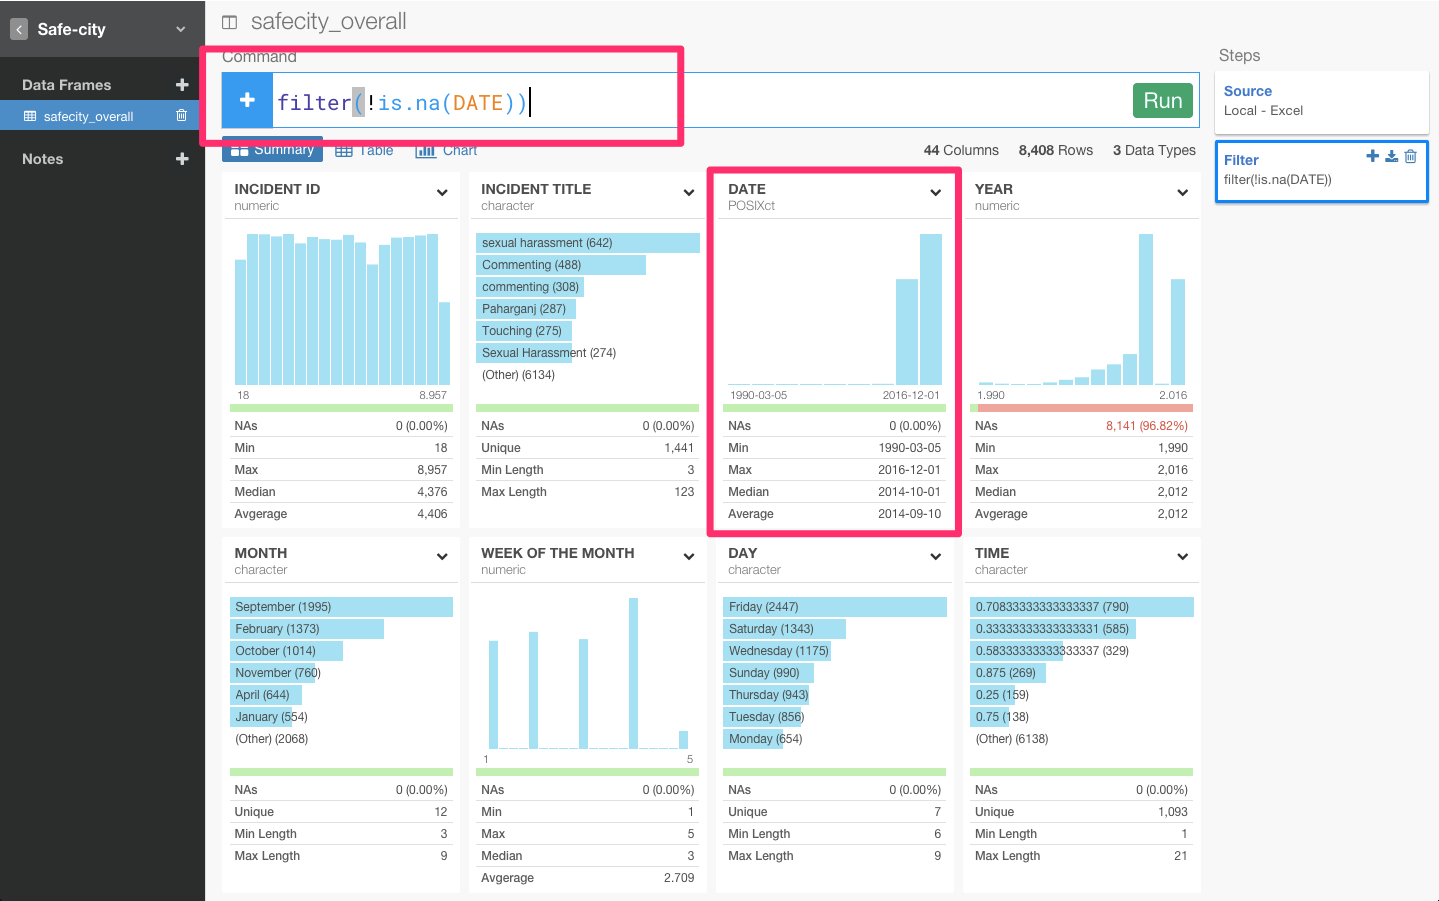 Safe-city
Data Frames
safecity_overall
Notes
safecity_overall
Command
filter(!is.na(DATE))
Run
Summary Table Chart
44 Columns 8,408 Rows 3 Data Types
INCIDENT ID
numeric
18 8.957
NAs 0 (0.00%)
Min 18
Max 8,957
Median 4,376
Avgerage 4,406
INCIDENT TITLE
character
sexual harassment (642)
Commenting (488)
commenting (308)
Paharganj (287)
Touching (275)
Sexual Harassment (274)
(Other) (6134)
NAs 0 (0.00%)
Unique 1,441
Min Length 3
Max Length 123
DATE
POSIXct
1990-03-05 2016-12-01
NAs 0 (0.00%)
Min 1990-03-05
Max 2016-12-01
Median 2014-10-01
Average 2014-09-10
YEAR
numeric
1.990 2.016
NAs 8,141 (96.82%)
Min 1,990
Max 2,016
Median 2,012
Avgerage 2,012
MONTH
character
September (1995)
February (1373)
October (1014)
November (760)
April (644)
January (554)
(Other) (2068)
NAs 0 (0.00%)
Unique 12
Min Length 3
Max Length 9
WEEK OF THE MONTH
numeric
1 5
NAs 0 (0.00%)
Min 1
Max 5
Median 3
Avgerage 2.709
DAY
character
Friday (2447)
Saturday (1343)
Wednesday (1175)
Sunday (990)
Thursday (943)
Tuesday (856)
Monday (654)
NAs 0 (0.00%)
Unique 7
Min Length 6
Max Length 9
TIME
character
0.70833333333333337 (790)
0.33333333333333331 (585)
0.58333333333333337 (329)
0.875 (269)
0.25 (159)
0.75 (138)
(Other) (6138)
NAs 0 (0.00%)
Unique 1,093
Min Length 1
Max Length 21
Steps
Source
Local - Excel
Filter
filter(!is.na(DATE))